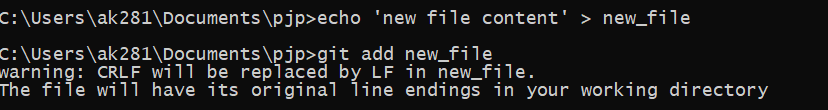 C:\Users\ak281\Documents\pjp>echo 'new file content' > new_file
C:\Users\ak281\Documents\pjp>git add new_file
warning: CRLF will be replaced by LF in new_file.
The file will have its original line endings in your working directory